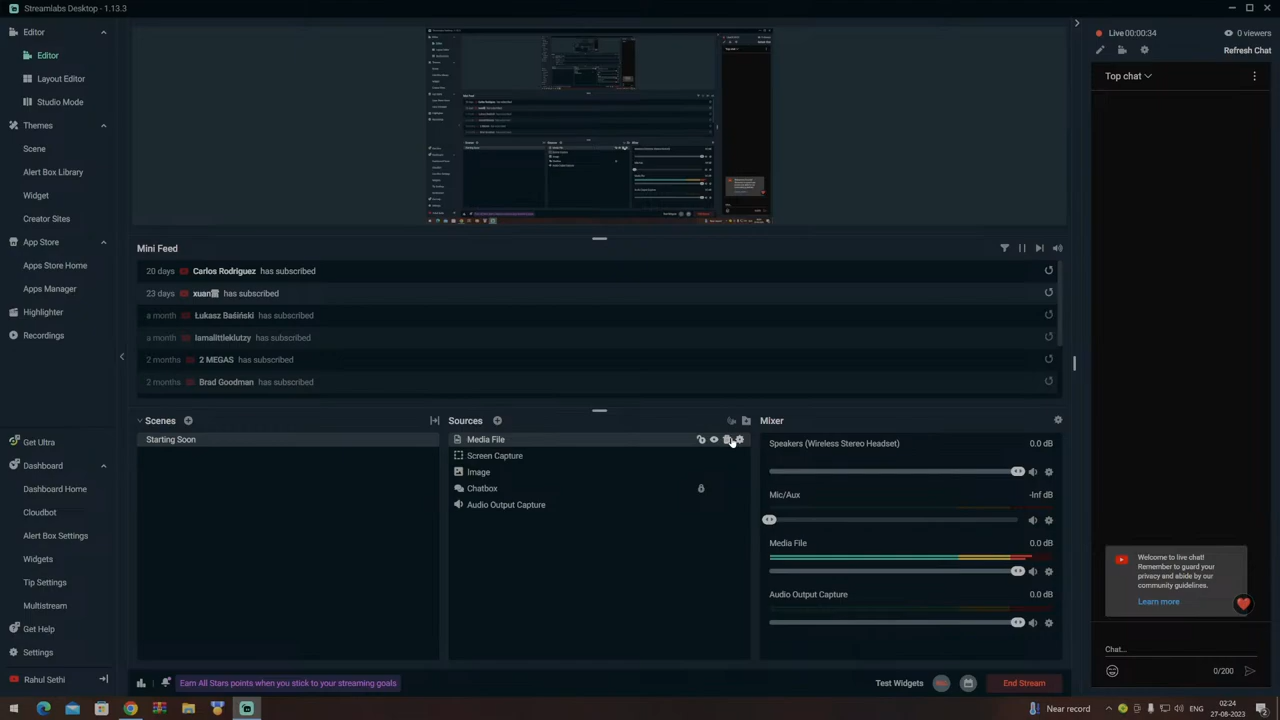 Streamlabs Desktop - 1.13.3
Editor
Editor
Layout Editor
Studio Mode
Themes
Scene
Alert Box Library
Widget
Creator Sites
App Store
Apps Store Home
Apps Manager
Highlighter
Recordings
Get Ultra
Dashboard
Dashboard Home
Cloudbot
Alert Box Settings
Widgets
Tip Settings
Multistream
Get Help
Settings
Rahul Sethi
Mini Feed
20 days Carlos Rodriguez has subscribed
23 days xuan富 has subscribed
a month Łukasz Baśiński has subscribed
a month Iamalittleklutzy has subscribed
2 months 2 MEGAS has subscribed
2 months Brad Goodman has subscribed
Scenes
Starting Soon
Sources
Media File
Screen Capture
Image
Chatbox
Audio Output Capture
Mixer
Speakers (Wireless Stereo Headset) 0.0 dB
Mic/Aux -Inf dB
Media File 0.0 dB
Audio Output Capture 0.0 dB
Earn All Stars points when you stick to your streaming goals
Test Widgets
REC
End Stream
Live 00:00:34 0 viewers
Refresh Chat
Top chat
Welcome to live chat!
Remember to guard your
privacy and abide by our
community guidelines.
Learn more
Chat...
0/200
Near record
ENG
02:24
27-08-2023
2